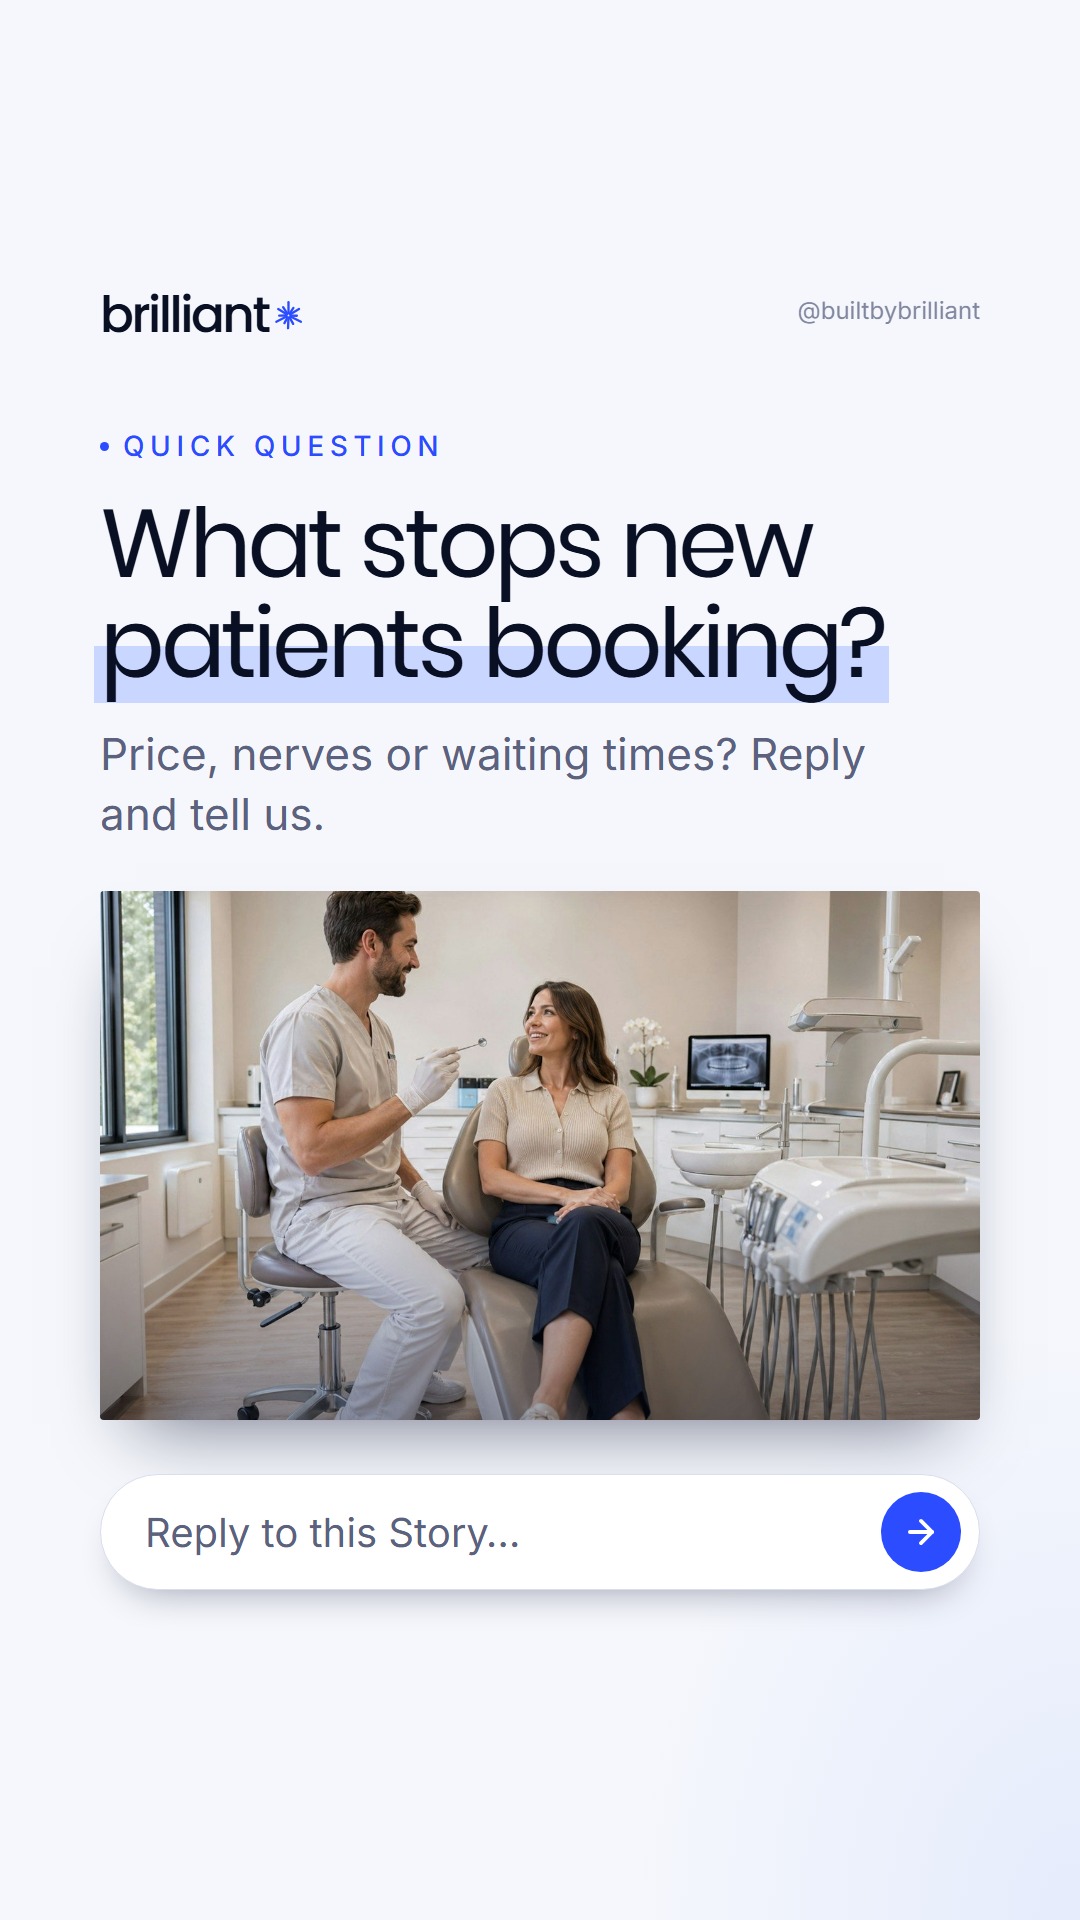 brilliant
@builtbybrilliant
• QUICK QUESTION
What stops new
patients booking?
Price, nerves or waiting times? Reply
and tell us.
Reply to this Story...